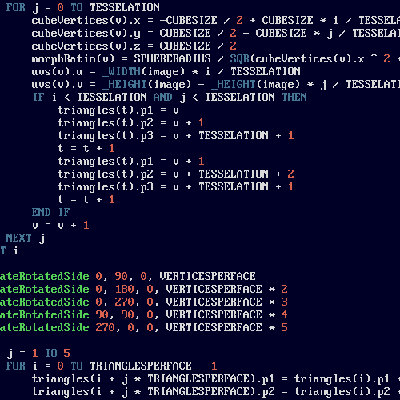 FOR j = 0 TO TESSELATION
cubeVertices(v).x = -CUBESIZE / 2 + CUBESIZE * i / TESSELA
cubeVertices(v).y = CUBESIZE / 2 - CUBESIZE * j / TESSELAT
cubeVertices(v).z = CUBESIZE / 2
morphRatio(v) = SPHERERADIUS / SQR(cubeVertices(v).x ^ 2 +
uvs(v).u = _WIDTH(image) * i / TESSELATION
uvs(v).v = _HEIGHT(image) - _HEIGHT(image) * j / TESSELAT
IF i < TESSELATION AND j < TESSELATION THEN
triangles(t).p1 = v
triangles(t).p2 = v + 1
triangles(t).p3 = v + TESSELATION + 1
t = t + 1
triangles(t).p1 = v + 1
triangles(t).p2 = v + TESSELATION + 2
triangles(t).p3 = v + TESSELATION + 1
t = t + 1
END IF
v = v + 1
NEXT j
T i
ateRotatedSide 0, 90, 0, VERTICESPERFACE
ateRotatedSide 0, 180, 0, VERTICESPERFACE * 2
ateRotatedSide 0, 270, 0, VERTICESPERFACE * 3
ateRotatedSide 90, 90, 0, VERTICESPERFACE * 4
ateRotatedSide 270, 0, 0, VERTICESPERFACE * 5
j = 1 TO 5
FOR i = 0 TO TRIANGLESPERFACE - 1
triangles(i + j * TRIANGLESPERFACE).p1 = triangles(i).p1 +
triangles(i + j * TRIANGLESPERFACE).p2 = triangles(i).p2 +